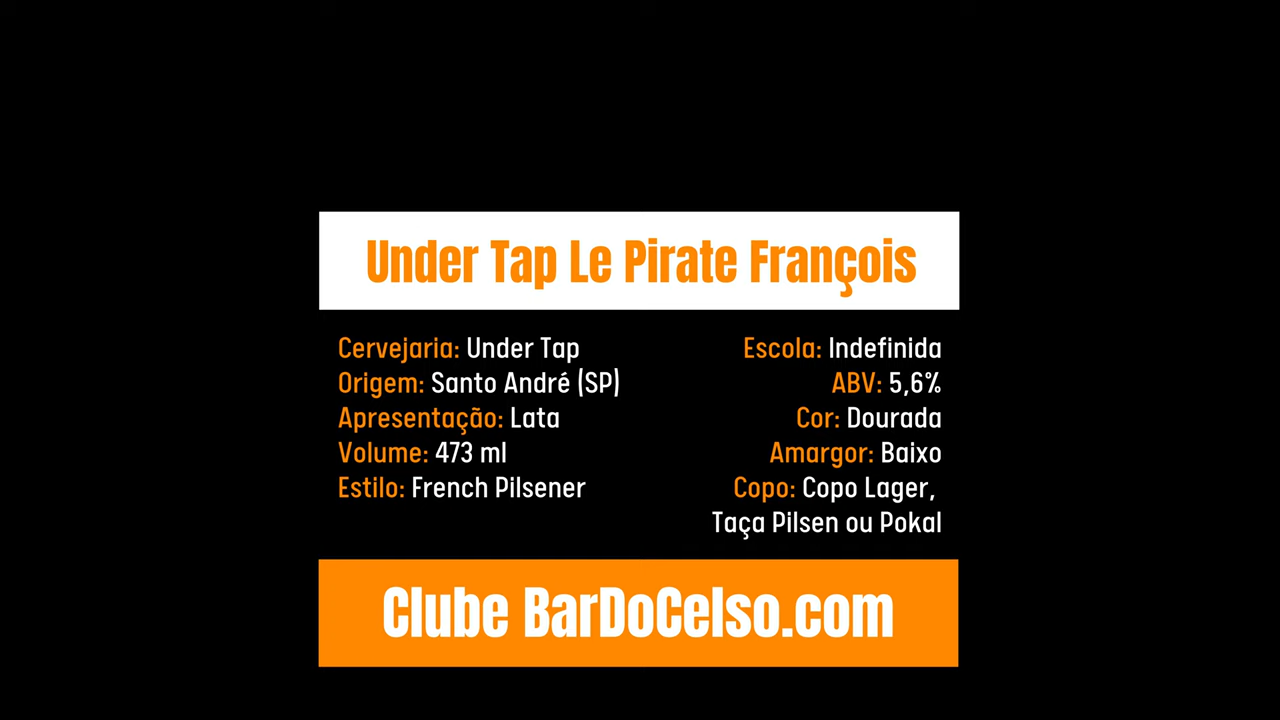 Under Tap Le Pirate François
Cervejaria: Under Tap
Origem: Santo André (SP)
Apresentação: Lata
Volume: 473 ml
Estilo: French Pilsener
Escola: Indefinida
ABV: 5,6%
Cor: Dourada
Amargor: Baixo
Copo: Copo Lager,
Taça Pilsen ou Pokal
Clube BarDoCelso.com